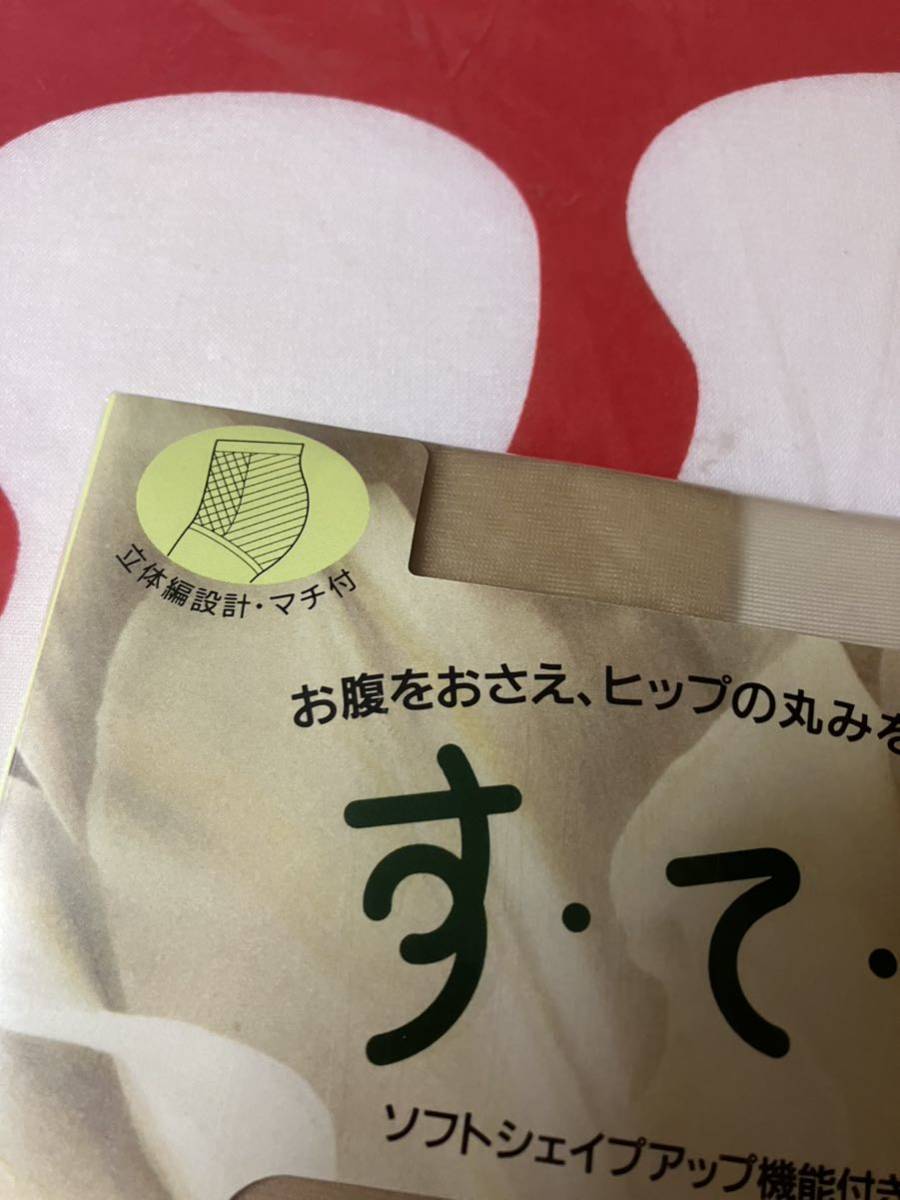 立体編設計・マチ付
お腹をおさえ、ヒップの丸みを
す・て・
ソフトシェイプアップ機能付き